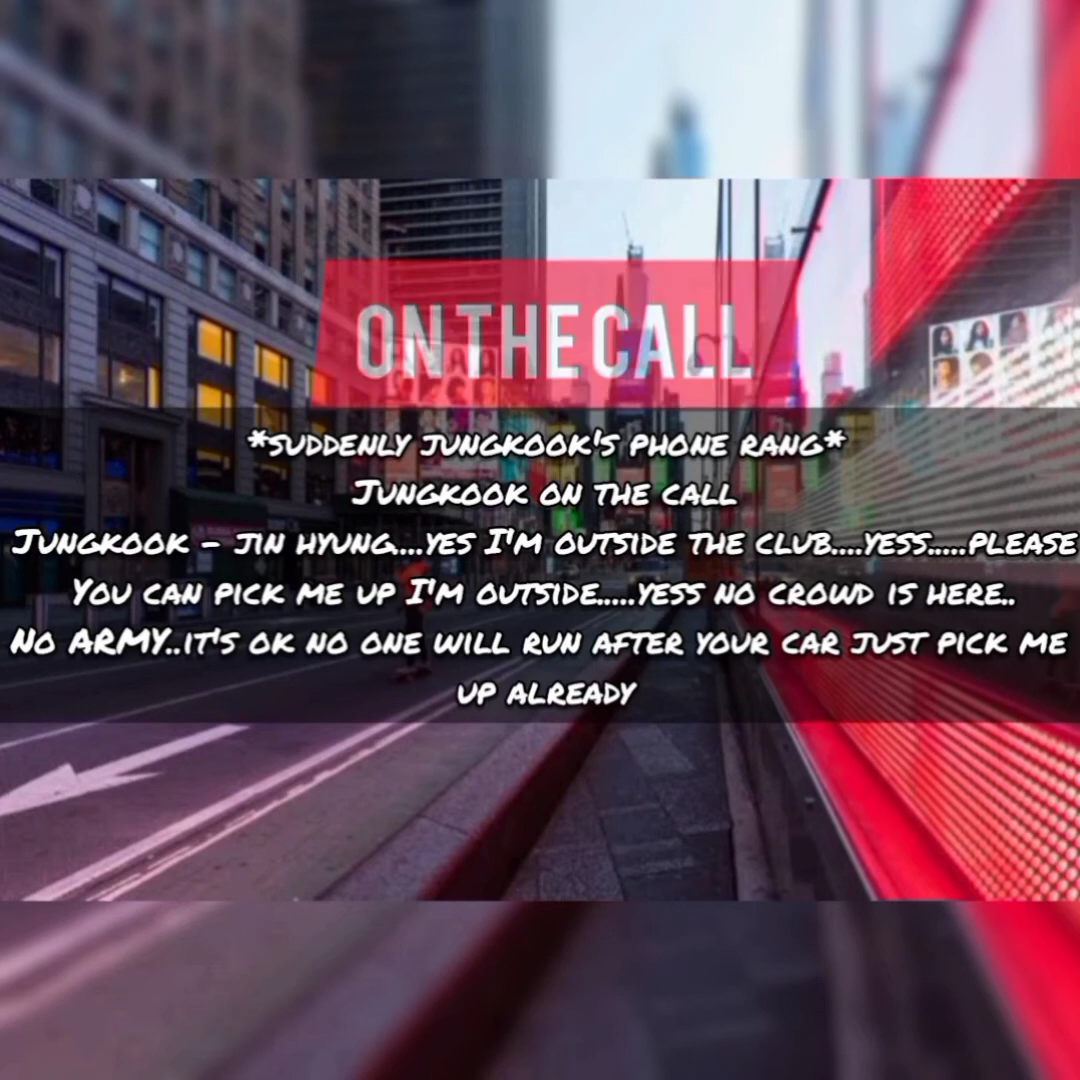 ON THE CALL
*suddenly jungkook's phone rang*
Jungkook on the call
Jungkook - jin hyung....yes I'm outside the club....yess.....please
You can pick me up I'm outside.....yess no crowd is here..
No ARMY..it's ok no one will run after your car just pick me
up already